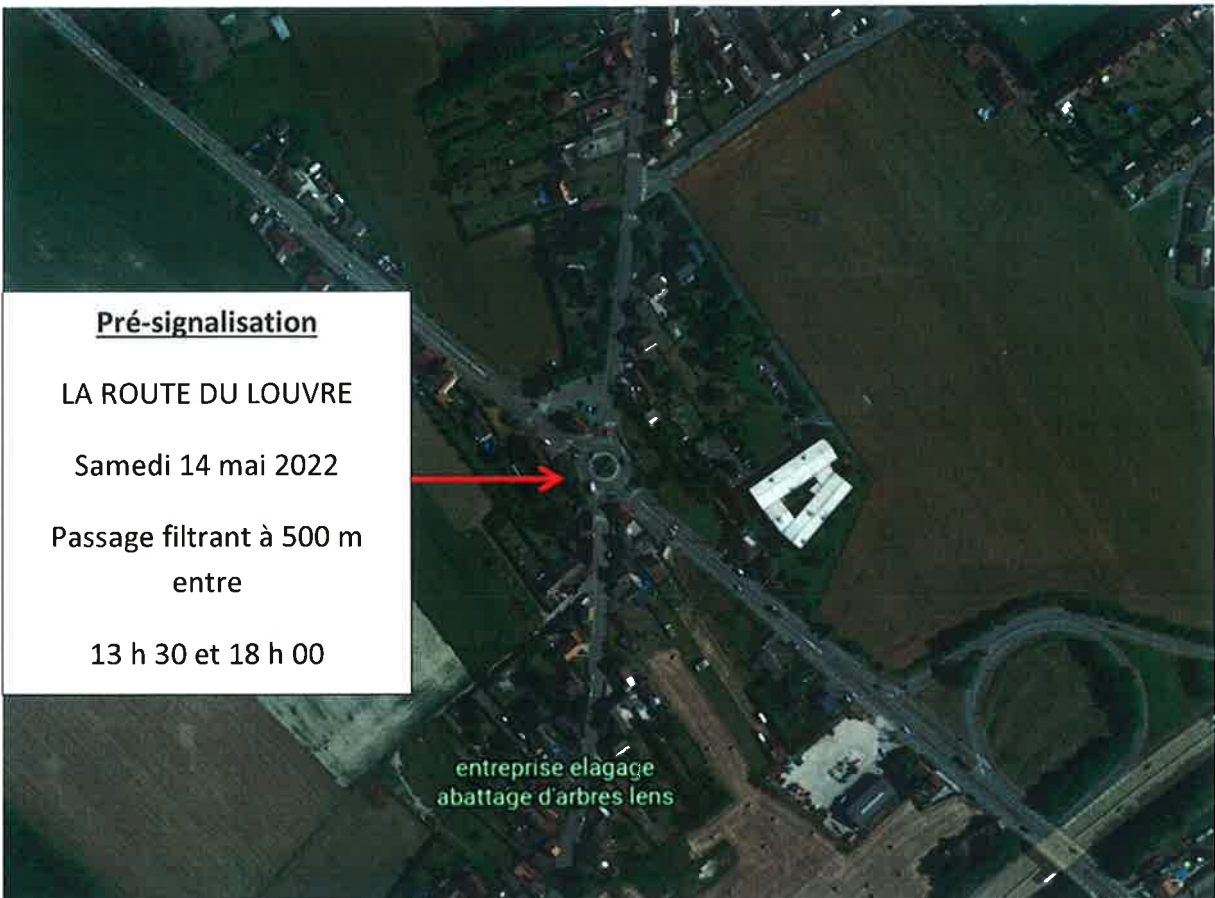 Pré-signalisation
LA ROUTE DU LOUVRE
Samedi 14 mai 2022
Passage filtrant à 500 m
entre
13 h 30 et 18 h 00
entreprise elagage
abattage d'arbres lens